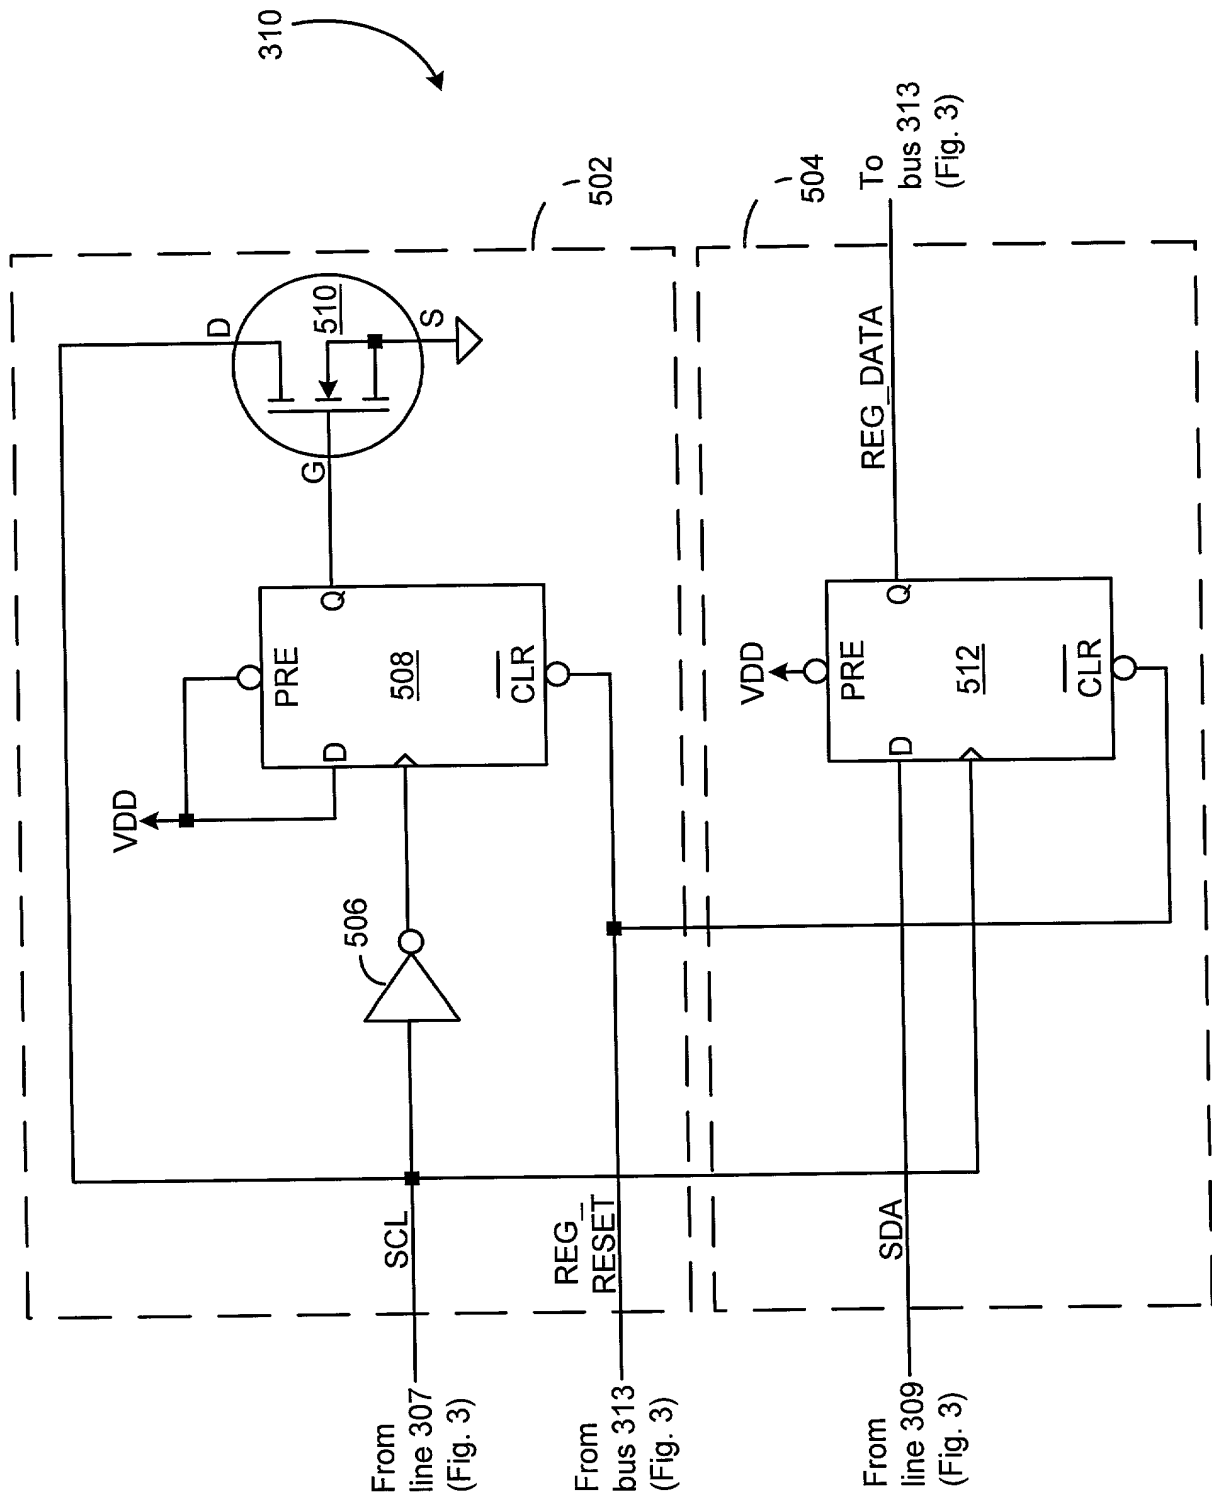 310
502
D
510
S
G
VDD
PRE
Q
508
D
CLR
506
SCL
REG_
RESET
From
line 307
(Fig. 3)
From
bus 313
(Fig. 3)
504
To
bus 313
(Fig. 3)
REG_DATA
VDD
PRE
Q
512
D
CLR
SDA
From
line 309
(Fig. 3)